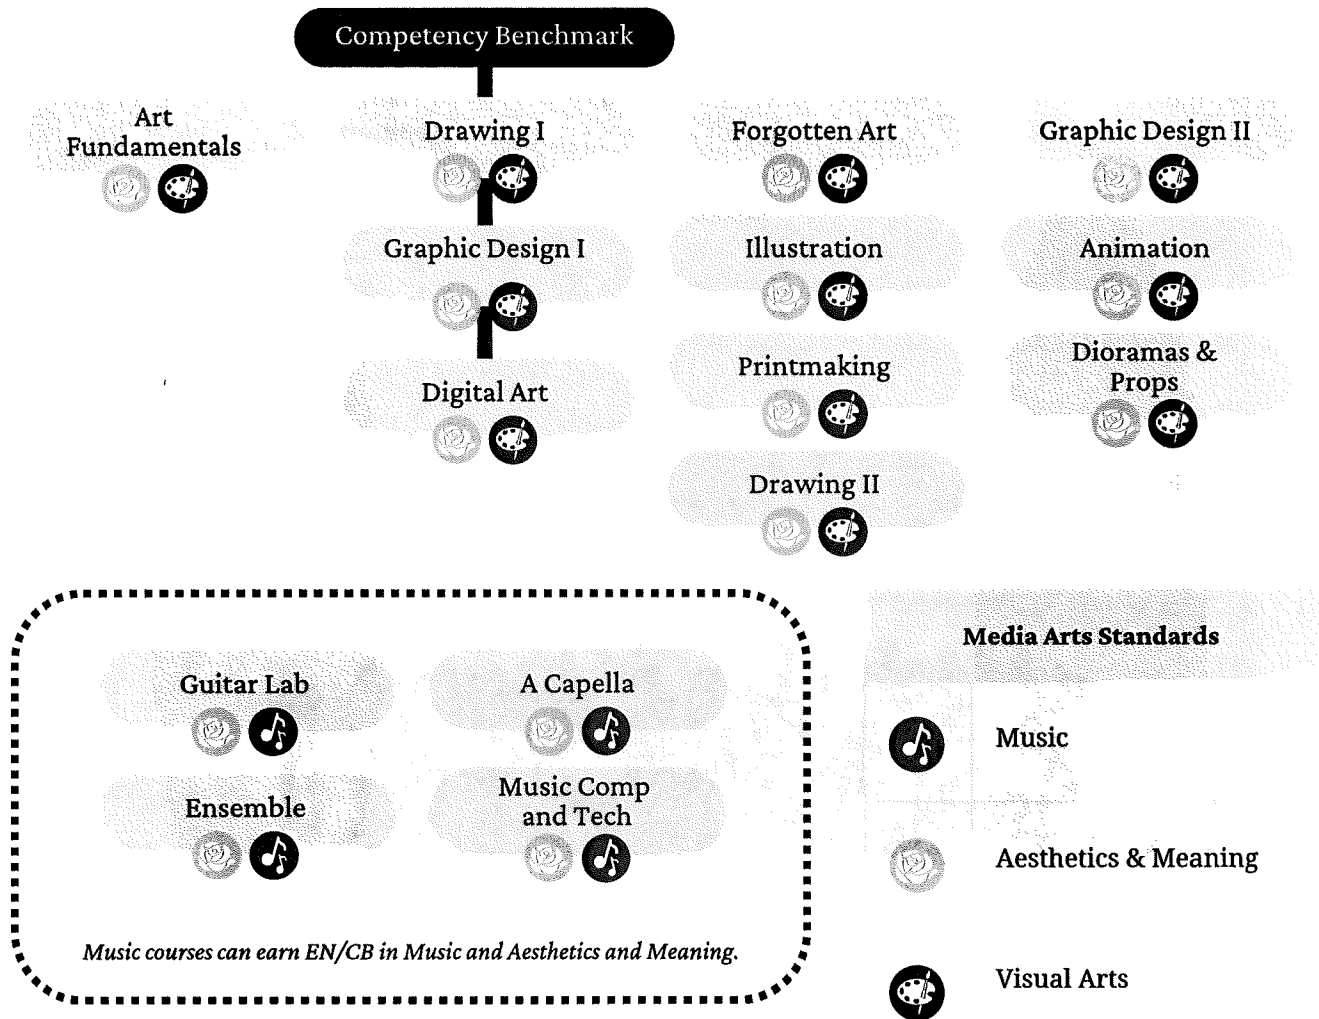 Competency Benchmark
Art
Fundamentals
Drawing I
Graphic Design I
Digital Art
Forgotten Art
Illustration
Printmaking
Drawing II
Graphic Design II
Animation
Dioramas &
Props
Guitar Lab
A Capella
Ensemble
Music Comp
and Tech
Music courses can earn EN/CB in Music and Aesthetics and Meaning.
Media Arts Standards
Music
Aesthetics & Meaning
Visual Arts